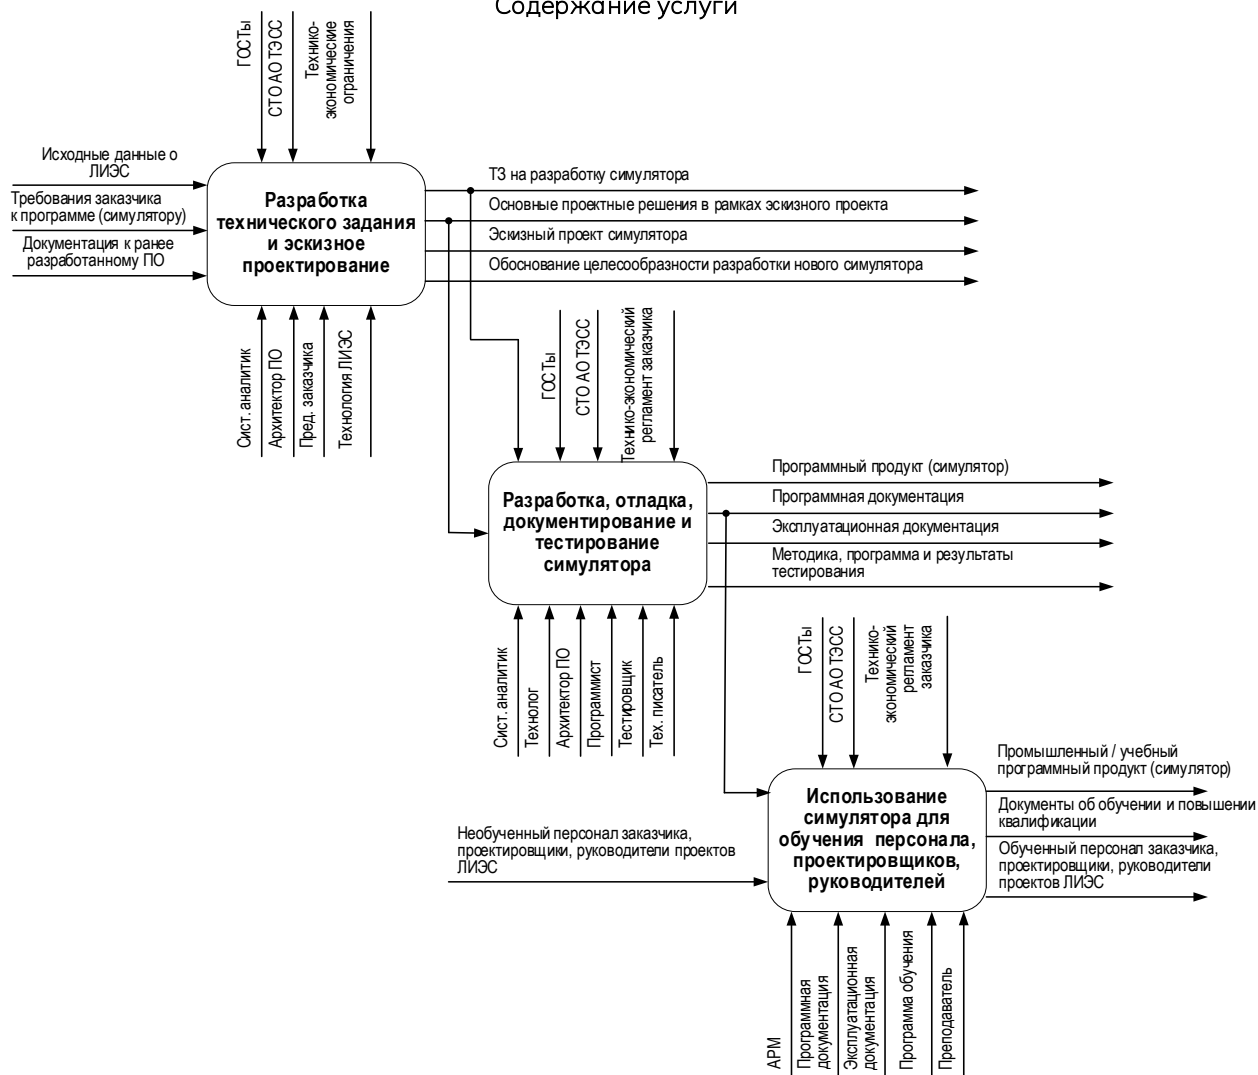 Содержание услуги
ГОСТы
СТО АО ТЭСС
Технико-
экономические
ограничения
Исходные данные о
ЛИЭС
Требования заказчика
к программе (симулятору)
Документация к ранее
разработанному ПО
Разработка
технического задания
и эскизное
проектирование
ТЗ на разработку симулятора
Основные проектные решения в рамках эскизного проекта
Эскизный проект симулятора
Обоснование целесообразности разработки нового симулятора
Сист. аналитик
Архитектор ПО
Пред. заказчика
Технология ЛИЭС
ГОСТы
СТО АО ТЭСС
Технико-экономический
регламент заказчика
Разработка, отладка,
документирование и
тестирование
симулятора
Программный продукт (симулятор)
Программная документация
Эксплуатационная документация
Методика, программа и результаты
тестирования
Сист. аналитик
Технолог
Архитектор ПО
Программист
Тестировщик
Тех. писатель
ГОСТы
СТО АО ТЭСС
Технико-
экономический
регламент
заказчика
Необученный персонал заказчика,
проектировщики, руководители проектов
ЛИЭС
Использование
симулятора для
обучения персонала,
проектировщиков,
руководителей
Промышленный / учебный
программный продукт (симулятор)
Документы об обучении и повышении
квалификации
Обученный персонал заказчика,
проектировщики, руководители
проектов ЛИЭС
АРМ
Программная
документация
Эксплуатационная
документация
Программа обучения
Преподаватель